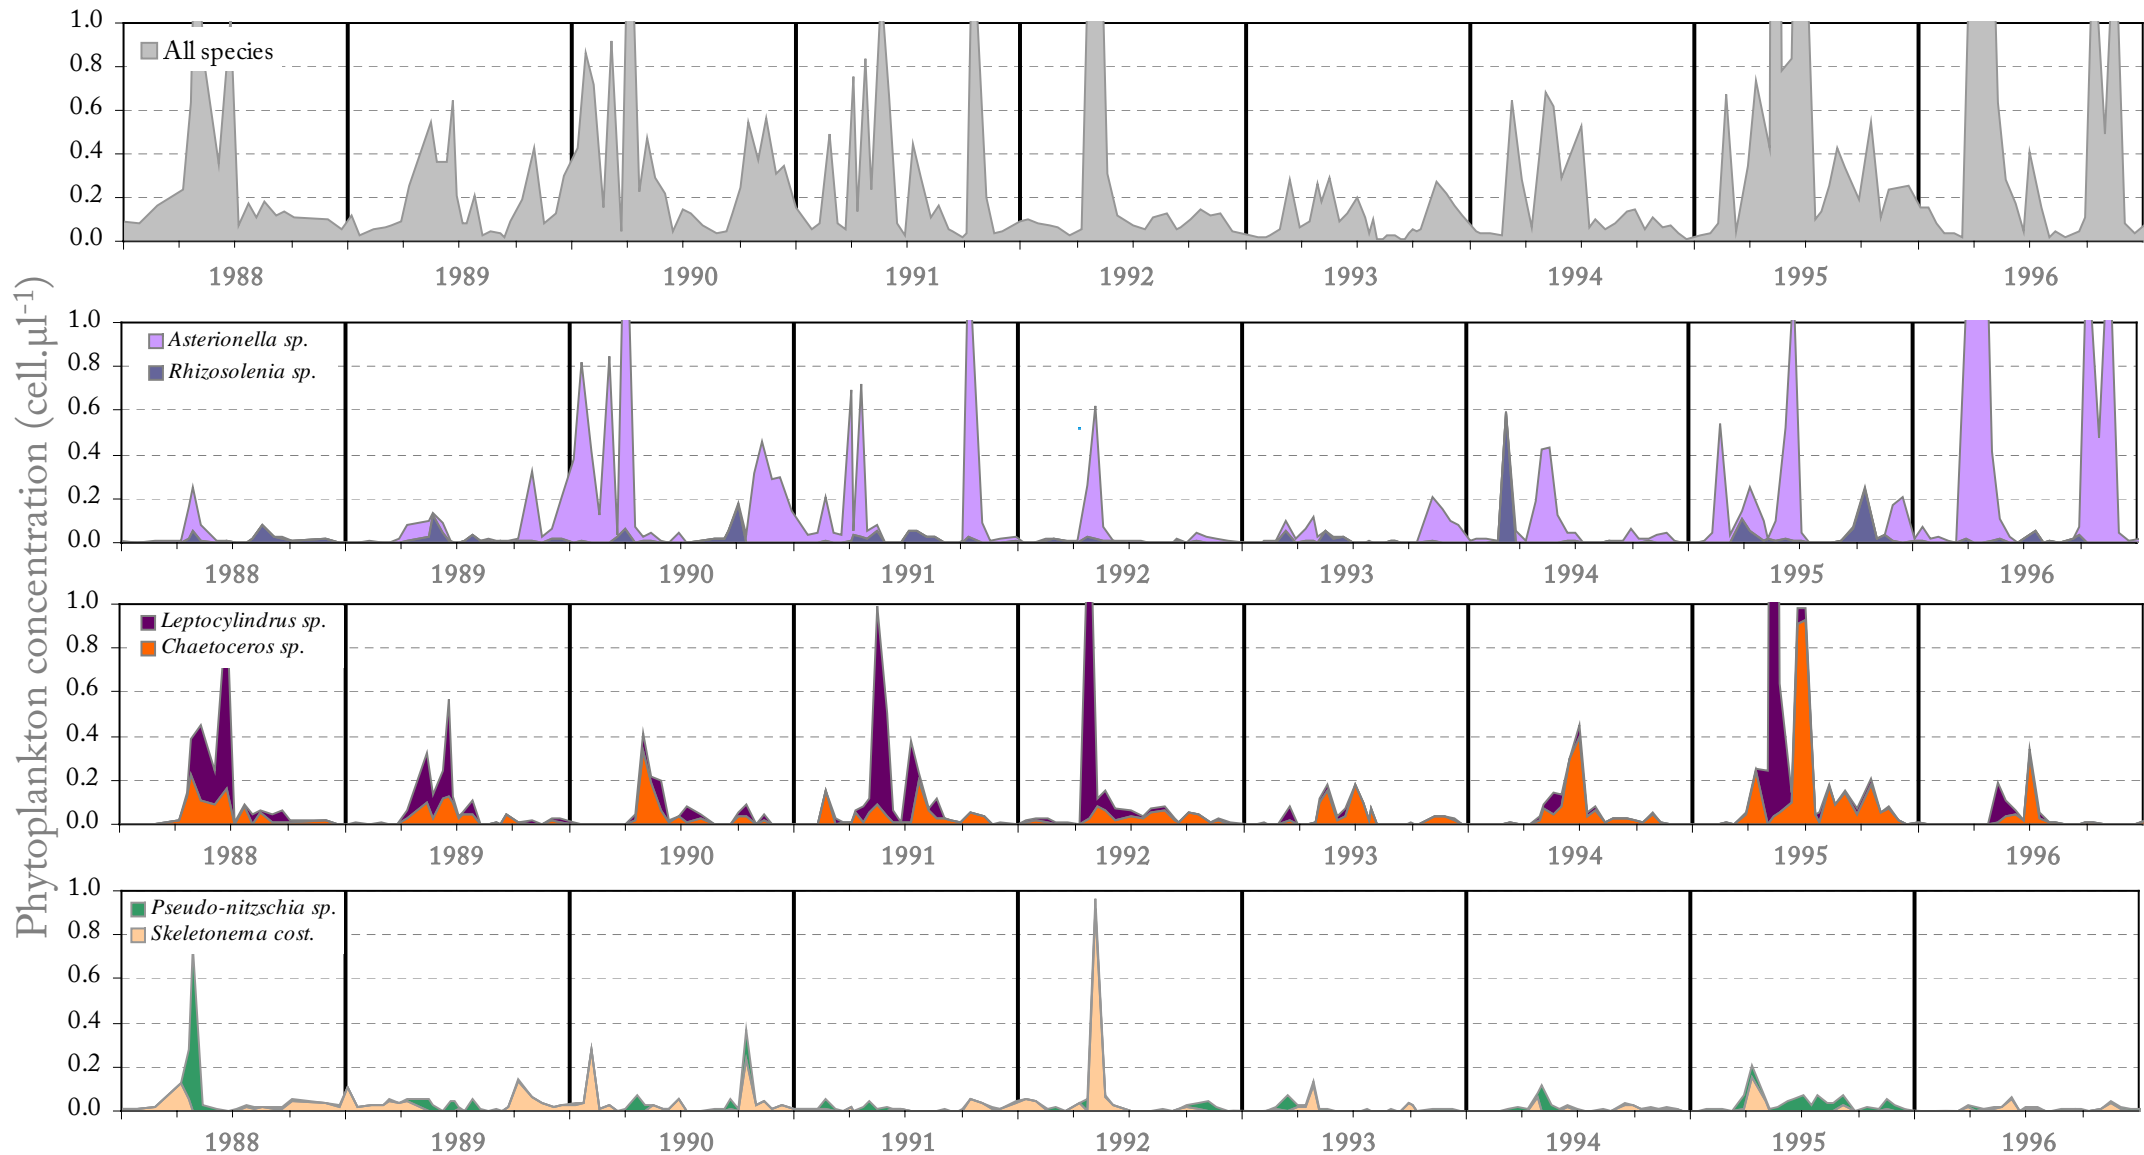 Phytoplankton concentration (cell.µl-1)
1.0
0.8
0.6
0.4
0.2
0.0
All species
1988 1989 1990 1991 1992 1993 1994 1995 1996
1.0
0.8
0.6
0.4
0.2
0.0
Asterionella sp.
Rhizosolenia sp.
1988 1989 1990 1991 1992 1993 1994 1995 1996
1.0
0.8
0.6
0.4
0.2
0.0
Leptocylindrus sp.
Chaetoceros sp.
1988 1989 1990 1991 1992 1993 1994 1995 1996
1.0
0.8
0.6
0.4
0.2
0.0
Pseudo-nitzschia sp.
Skeletonema cost.
1988 1989 1990 1991 1992 1993 1994 1995 1996